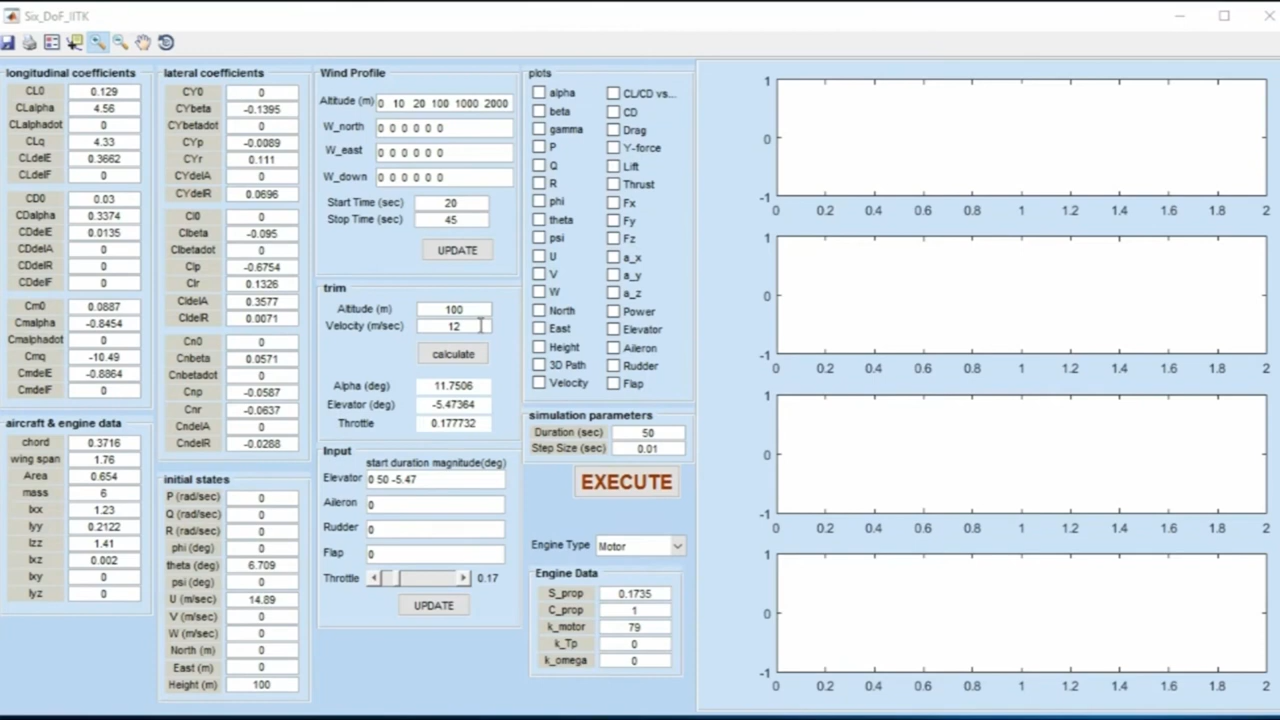 Six_DoF_IITK
longitudinal coefficients
CL0 0.129
CLalpha 4.56
CLalphadot 0
CLq 4.33
CLdelE 0.3662
CLdelF 0
CD0 0.03
CDalpha 0.3374
CDdelE 0.0135
CDdelA 0
CDdelR 0
CDdelF 0
Cm0 0.0887
Cmalpha -0.8454
Cmalphadot 0
Cmq -10.49
CmdelE -0.8864
CmdelF 0
aircraft & engine data
chord 0.3716
wing span 1.76
Area 0.654
mass 6
Ixx 1.23
Iyy 0.2122
Izz 1.41
Ixz 0.002
Ixy 0
Iyz 0
lateral coefficients
CY0 0
CYbeta -0.1395
CYbetadot 0
CYp -0.0089
CYr 0.111
CYdelA 0
CYdelR 0.0696
Cl0 0
Clbeta -0.095
Clbetadot 0
Clp -0.6754
Clr 0.1326
CldelA 0.3577
CldelR 0.0071
Cn0 0
Cnbeta 0.0571
Cnbetadot 0
Cnp -0.0587
Cnr -0.0637
CndelA 0
CndelR -0.0288
initial states
P (rad/sec) 0
Q (rad/sec) 0
R (rad/sec) 0
phi (deg) 0
theta (deg) 6.709
psi (deg) 0
U (m/sec) 14.89
V (m/sec) 0
W (m/sec) 0
North (m) 0
East (m) 0
Height (m) 100
Wind Profile
Altitude (m) 0 10 20 100 1000 2000
W_north 0 0 0 0 0 0
W_east 0 0 0 0 0 0
W_down 0 0 0 0 0 0
Start Time (sec) 20
Stop Time (sec) 45
UPDATE
trim
Altitude (m) 100
Velocity (m/sec) 12
calculate
Alpha (deg) 11.7506
Elevator (deg) -5.47364
Throttle 0.177732
Input
start duration magnitude(deg)
Elevator 0 50 -5.47
Aileron 0
Rudder 0
Flap 0
Throttle 0.17
UPDATE
plots
alpha CL/CD vs...
beta CD
gamma Drag
P Y-force
Q Lift
R Thrust
phi Fx
theta Fy
psi Fz
U a_x
V a_y
W a_z
North Power
East Elevator
Height Aileron
3D Path Rudder
Velocity Flap
simulation parameters
Duration (sec) 50
Step Size (sec) 0.01
EXECUTE
Engine Type Motor
Engine Data
S_prop 0.1735
C_prop 1
k_motor 79
k_Tp 0
k_omega 0
1
0
-1
0 0.2 0.4 0.6 0.8 1 1.2 1.4 1.6 1.8 2
1
0
-1
0 0.2 0.4 0.6 0.8 1 1.2 1.4 1.6 1.8 2
1
0
-1
0 0.2 0.4 0.6 0.8 1 1.2 1.4 1.6 1.8 2
1
0
-1
0 0.2 0.4 0.6 0.8 1 1.2 1.4 1.6 1.8 2